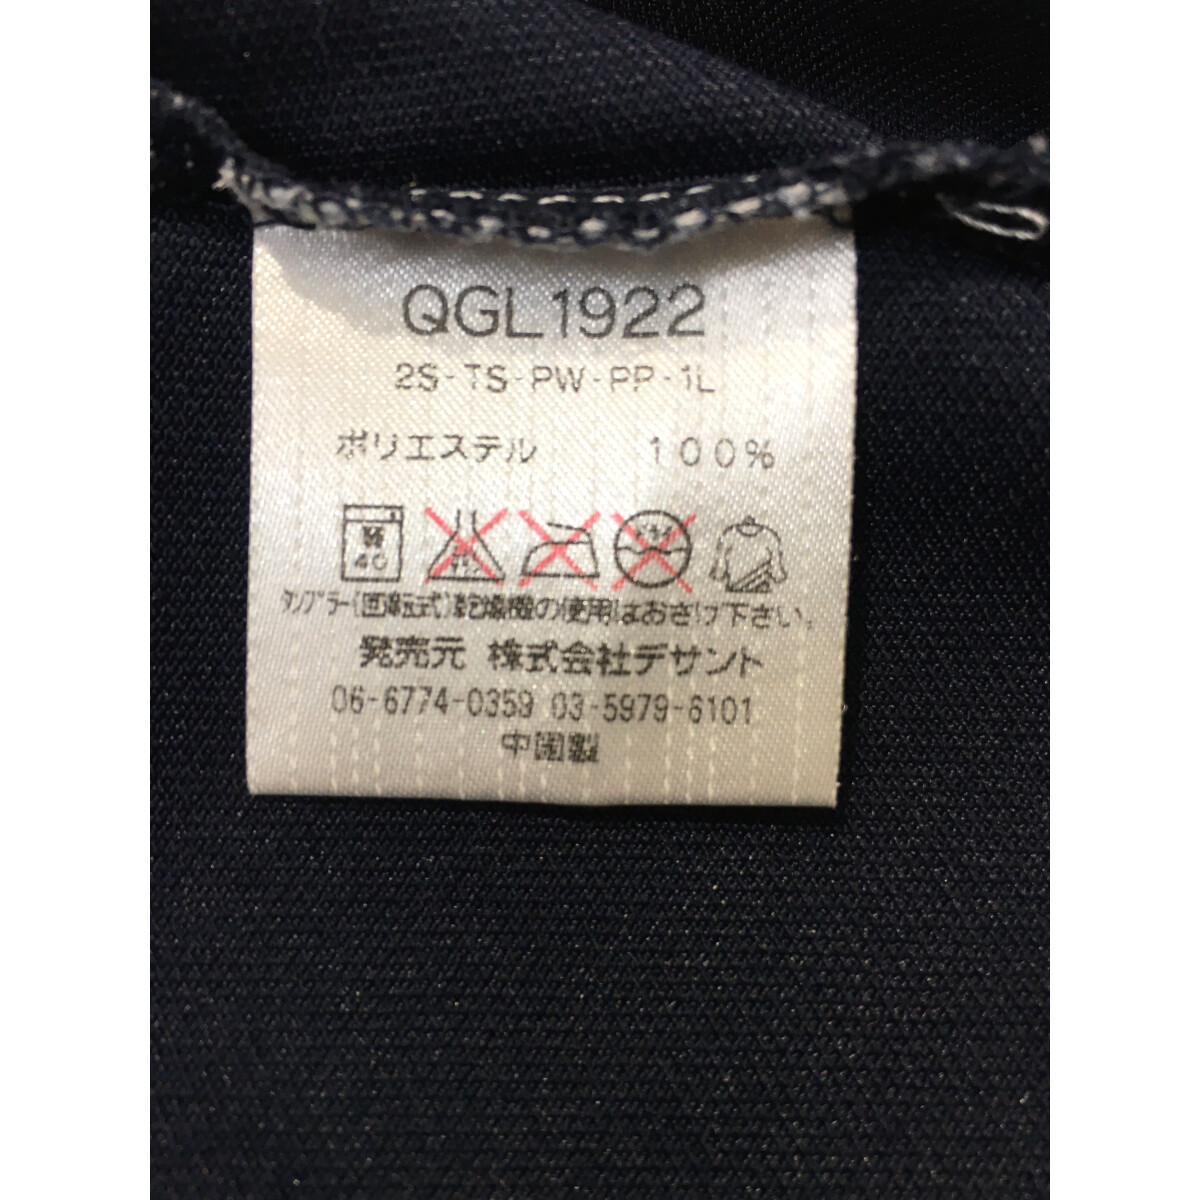 QGL1922
2S-TS-PW-PP-1L
ポリエステル 100%
弱 40
タンブラー(回転式)乾燥機の使用はおさけ下さい。
発売元 株式会社デサント
06-6774-0359 03-5979-6101
中国製